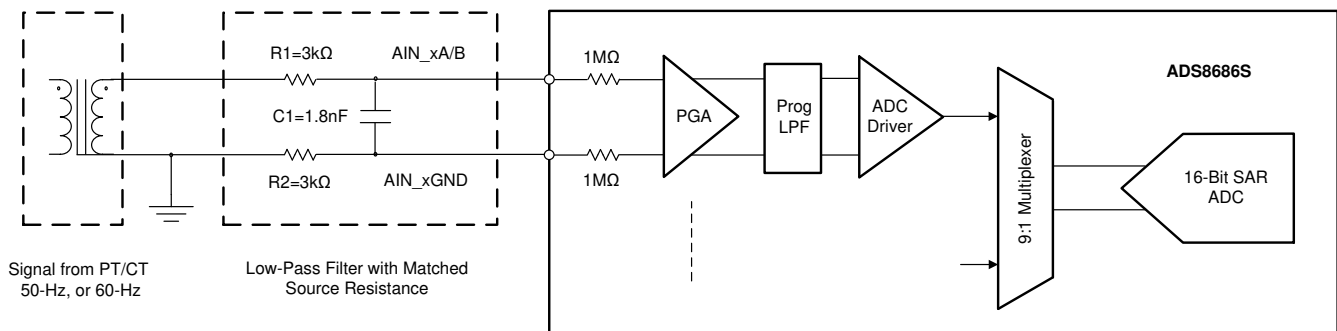 R1=3kΩ
AIN_xA/B
C1=1.8nF
R2=3kΩ
AIN_xGND
1MΩ
1MΩ
PGA
Prog
LPF
ADC
Driver
9:1 Multiplexer
ADS8686S
16-Bit SAR
ADC
Signal from PT/CT
50-Hz, or 60-Hz
Low-Pass Filter with Matched
Source Resistance